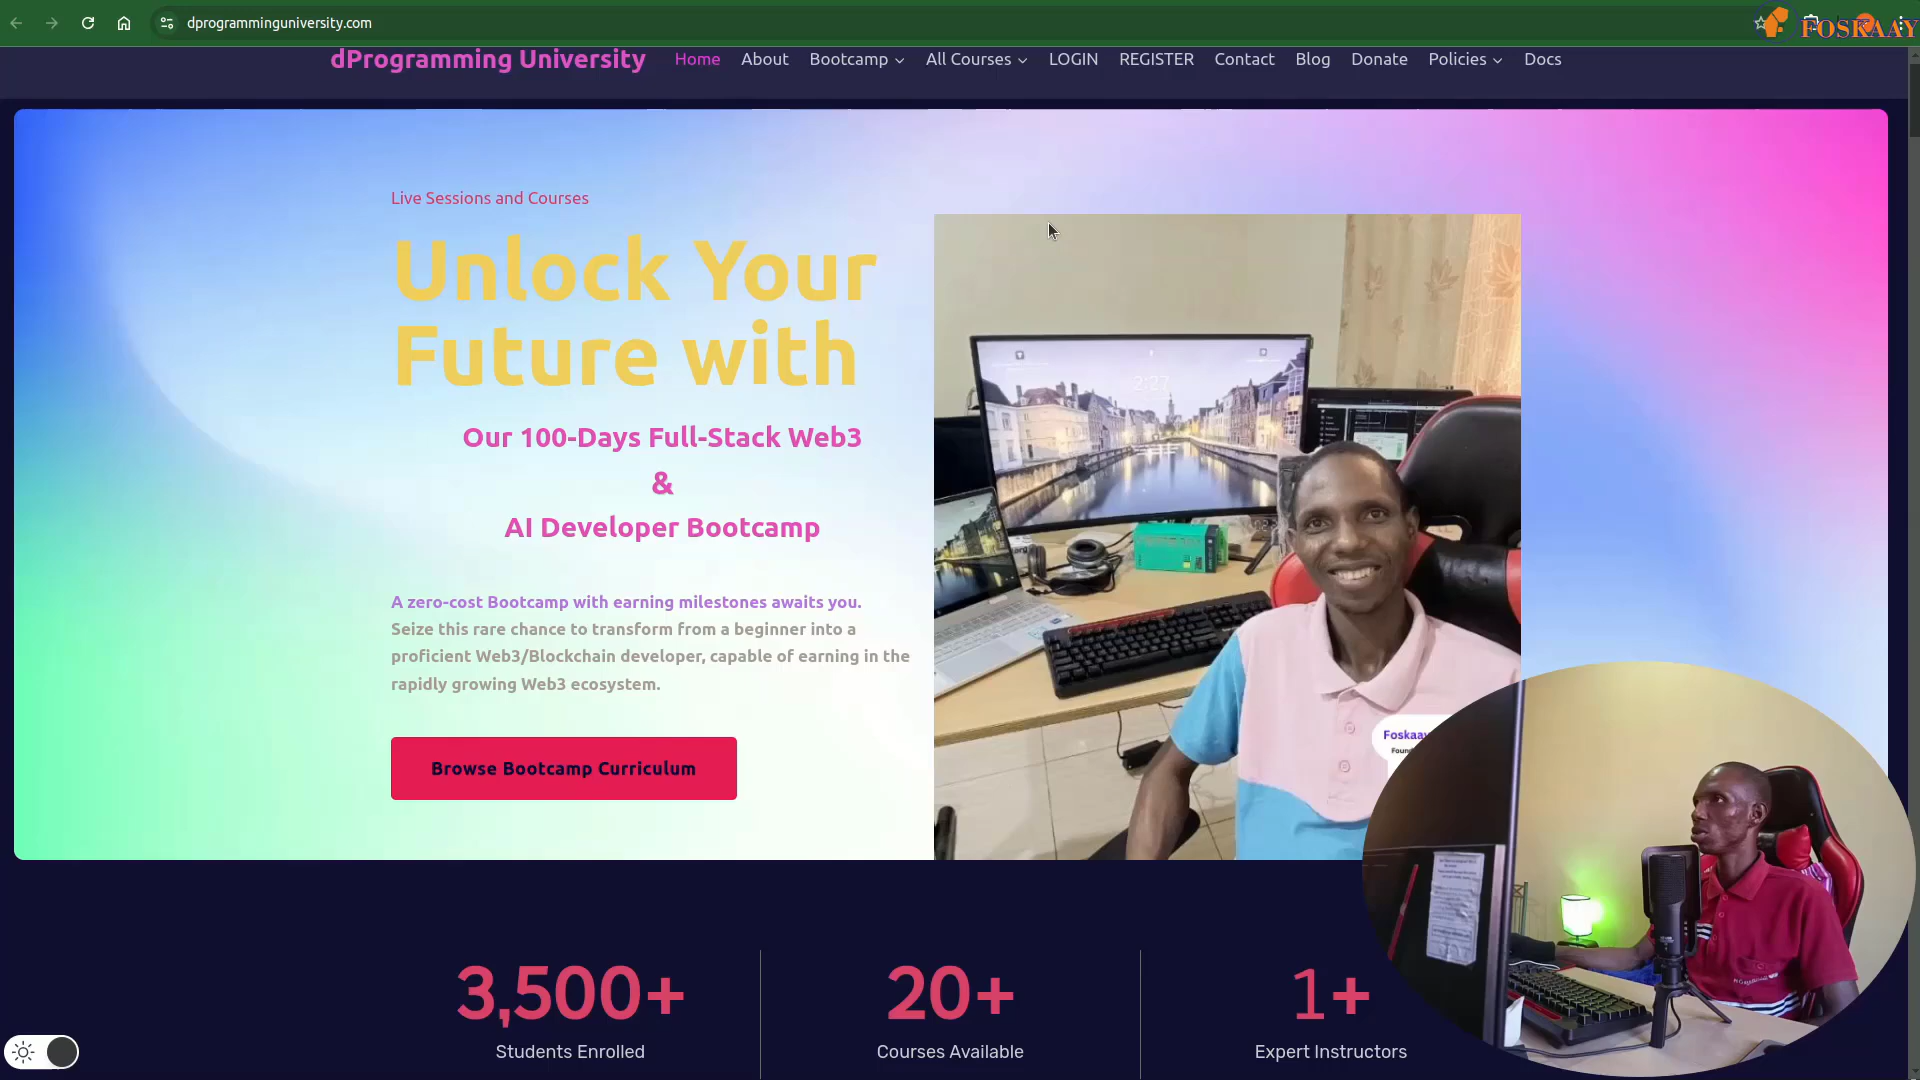 dprogramminguniversity.com
FOSKAAY
dProgramming University
Home About Bootcamp All Courses LOGIN REGISTER Contact Blog Donate Policies Docs
Live Sessions and Courses
Unlock Your
Future with
Our 100-Days Full-Stack Web3
&
AI Developer Bootcamp
A zero-cost Bootcamp with earning milestones awaits you.
Seize this rare chance to transform from a beginner into a
proficient Web3/Blockchain developer, capable of earning in the
rapidly growing Web3 ecosystem.
Browse Bootcamp Curriculum
2:27
Foskaay
3,500+
Students Enrolled
20+
Courses Available
1+
Expert Instructors